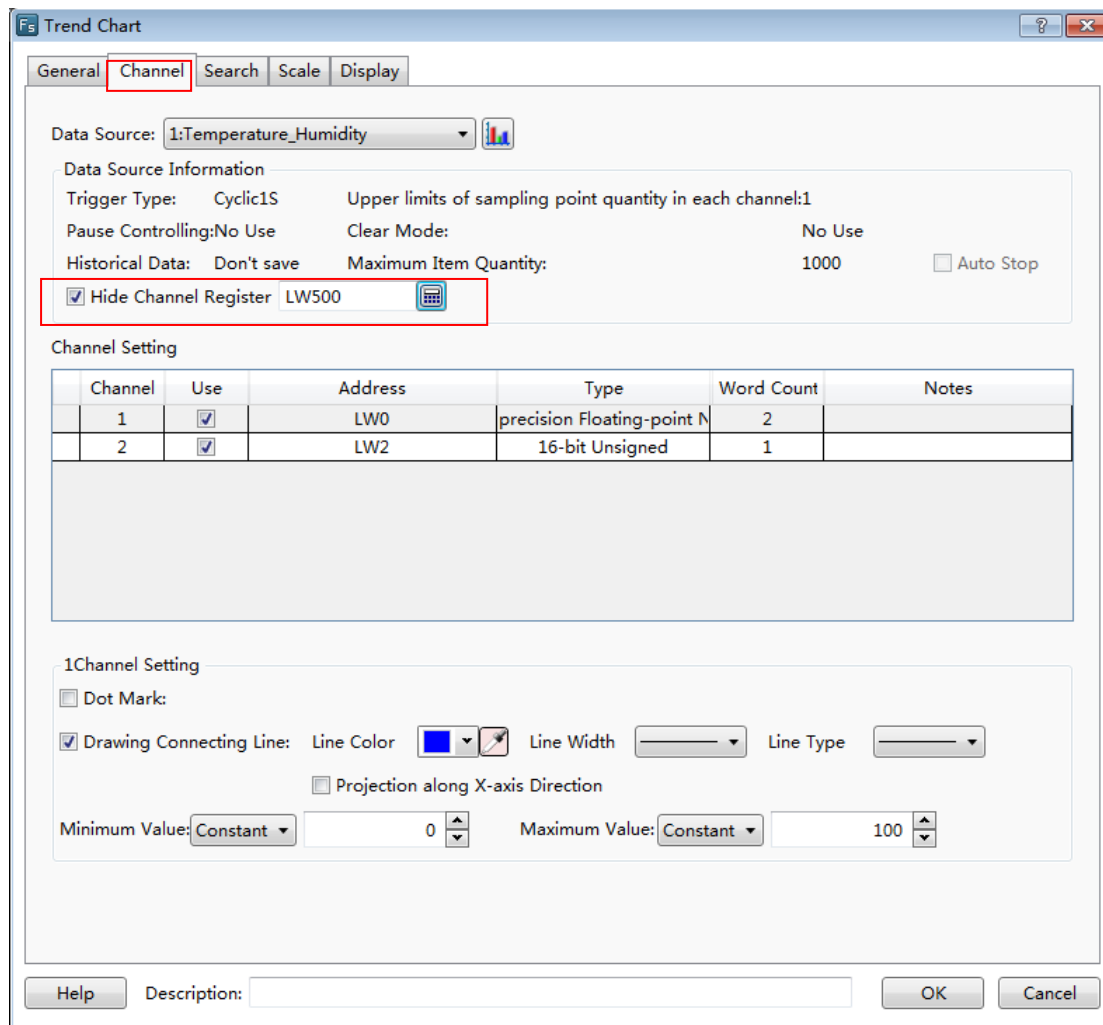 Fs Trend Chart
General Channel Search Scale Display
Data Source: 1:Temperature_Humidity
Data Source Information
Trigger Type: Cyclic1S Upper limits of sampling point quantity in each channel:1
Pause Controlling:No Use Clear Mode: No Use
Historical Data: Don't save Maximum Item Quantity: 1000 Auto Stop
Hide Channel Register LW500
Channel Setting
Channel Use Address Type Word Count Notes
1 LW0 precision Floating-point N 2
2 LW2 16-bit Unsigned 1
1Channel Setting
Dot Mark:
Drawing Connecting Line: Line Color Line Width Line Type
Projection along X-axis Direction
Minimum Value: Constant 0 Maximum Value: Constant 100
Help Description: OK Cancel